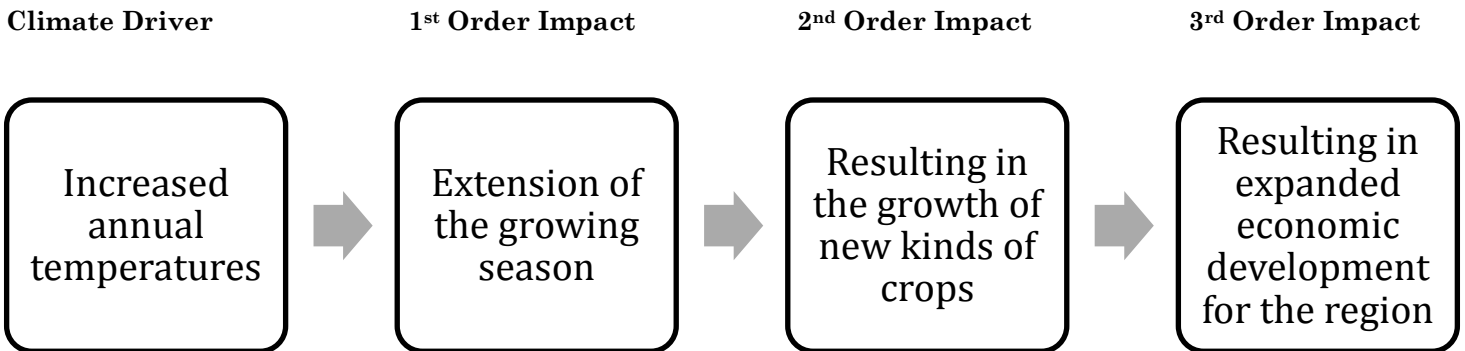 Climate Driver
1st Order Impact
2nd Order Impact
3rd Order Impact
Increased
annual
temperatures
Extension of
the growing
season
Resulting in
the growth of
new kinds of
crops
Resulting in
expanded
economic
development
for the region